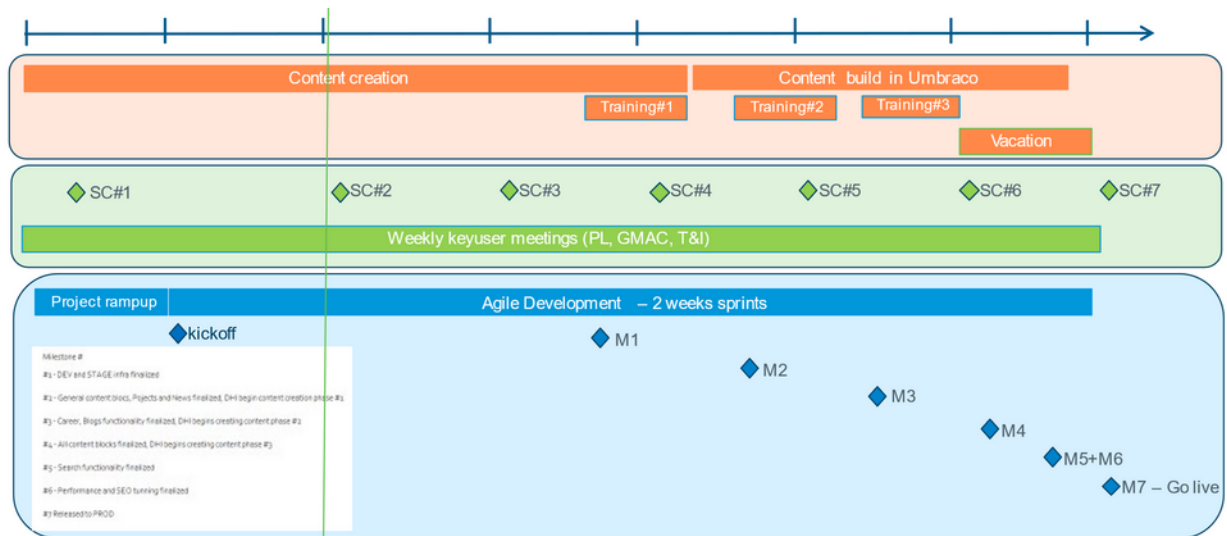 Content creation
Content build in Umbraco
Training#1
Training#2
Training#3
Vacation
SC#1
SC#2
SC#3
SC#4
SC#5
SC#6
SC#7
Weekly keyuser meetings (PL, GMAC, T&I)
Project rampup
Agile Development – 2 weeks sprints
kickoff
M1
M2
M3
M4
M5+M6
M7 – Go live
Milestone #
#1 - DEV and STAGE infra finalized
#2 - General content blocs, Pojects and News finalized, DHI begin content creation phase #1
#3 - Career, Blogs functionality finalized, DHI begins creating content phase #2
#4 - All content blocks finalized, DHI begins creating content phase #3
#5 - Search functionality finalized
#6 - Performance and SEO tunning finalized
#7 Released to PROD